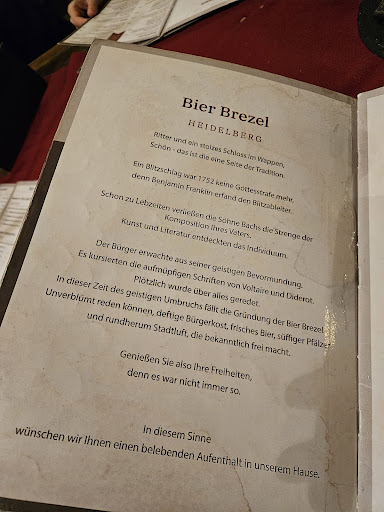 Bier Brezel
HEIDELBERG
Ritter und ein stolzes Schloss im Wappen,
Schön - das ist die eine Seite der Tradition.
Ein Blitzschlag war 1752 keine Gottesstrafe mehr,
denn Benjamin Franklin erfand den Blitzableiter.
Schon zu Lebzeiten verließen die Söhne Bachs die Strenge der
Komposition ihres Vaters.
Kunst und Literatur entdeckten das Individuum.
Der Bürger erwachte aus seiner geistigen Bevormundung.
Es kursierten die aufmüpfigen Schriften von Voltaire und Diderot.
Plötzlich wurde über alles geredet.
In dieser Zeit des geistigen Umbruchs fällt die Gründung der Bier Brezel
Unverblümt reden können, deftige Bürgerkost, frisches Bier, süffiger Pfälzer
und rundherum Stadtluft, die bekanntlich frei macht.
Genießen Sie also Ihre Freiheiten,
denn es war nicht immer so.
In diesem Sinne
wünschen wir Ihnen einen belebenden Aufenthalt in unserem Hause.